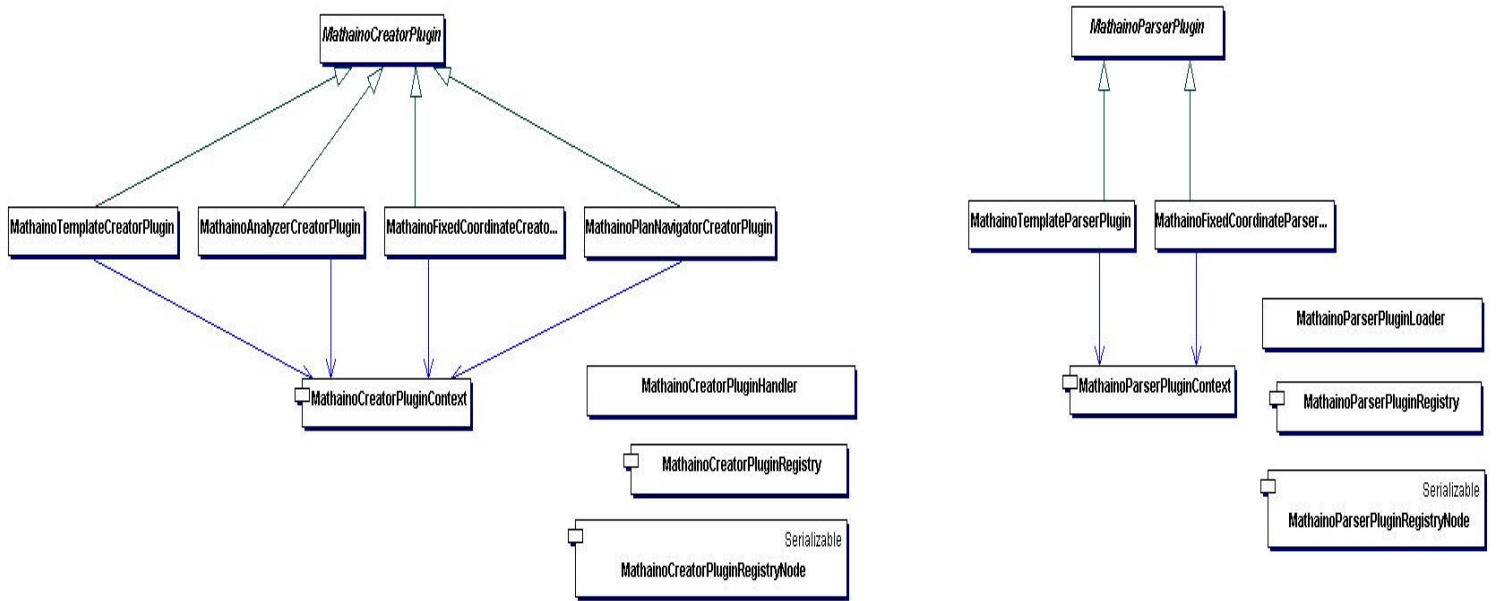 MathainoCreatorPlugin
MathainoParserPlugin
MathainoTemplateCreatorPlugin
MathainoAnalyzerCreatorPlugin
MathainoFixedCoordinateCreato...
MathainoPlanNavigatorCreatorPlugin
MathainoTemplateParserPlugin
MathainoFixedCoordinateParser...
MathainoCreatorPluginContext
MathainoCreatorPluginHandler
MathainoCreatorPluginRegistry
Serializable
MathainoCreatorPluginRegistryNode
MathainoParserPluginContext
MathainoParserPluginLoader
MathainoParserPluginRegistry
Serializable
MathainoParserPluginRegistryNode